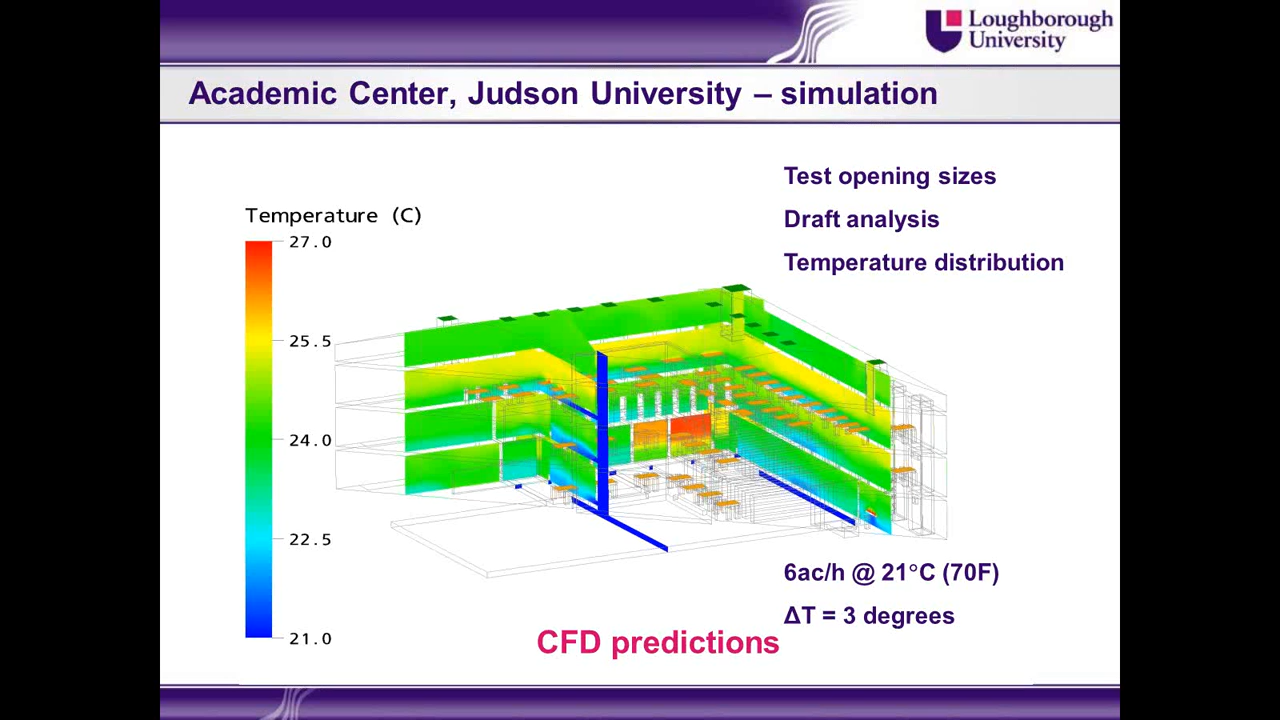 Loughborough
University
Academic Center, Judson University – simulation
Test opening sizes
Draft analysis
Temperature distribution
Temperature (C)
27.0
25.5
24.0
22.5
21.0
6ac/h @ 21°C (70F)
ΔT = 3 degrees
CFD predictions